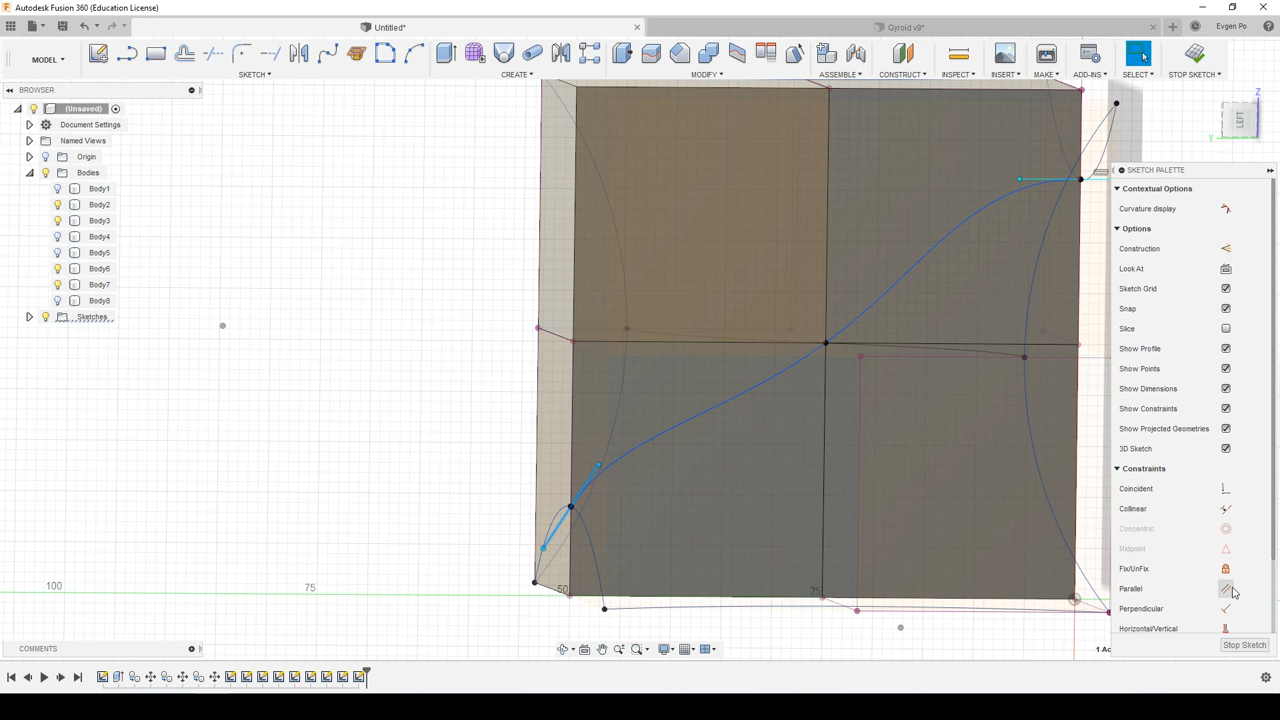 Autodesk Fusion 360 (Education License)
Untitled*
Gyroid v9*
Evgen Po
MODEL
SKETCH
CREATE
MODIFY
ASSEMBLE
CONSTRUCT
INSPECT
INSERT
MAKE
ADD-INS
SELECT
STOP SKETCH
BROWSER
(Unsaved)
Document Settings
Named Views
Origin
Bodies
Body1
Body2
Body3
Body4
Body5
Body6
Body7
Body8
Sketches
Z
LEFT
Y
SKETCH PALETTE
Contextual Options
Curvature display
Options
Construction
Look At
Sketch Grid
Snap
Slice
Show Profile
Show Points
Show Dimensions
Show Constraints
Show Projected Geometries
3D Sketch
Constraints
Coincident
Collinear
Concentric
Midpoint
Fix/UnFix
Parallel
Perpendicular
Horizontal/Vertical
Stop Sketch
100
75
50
25
COMMENTS